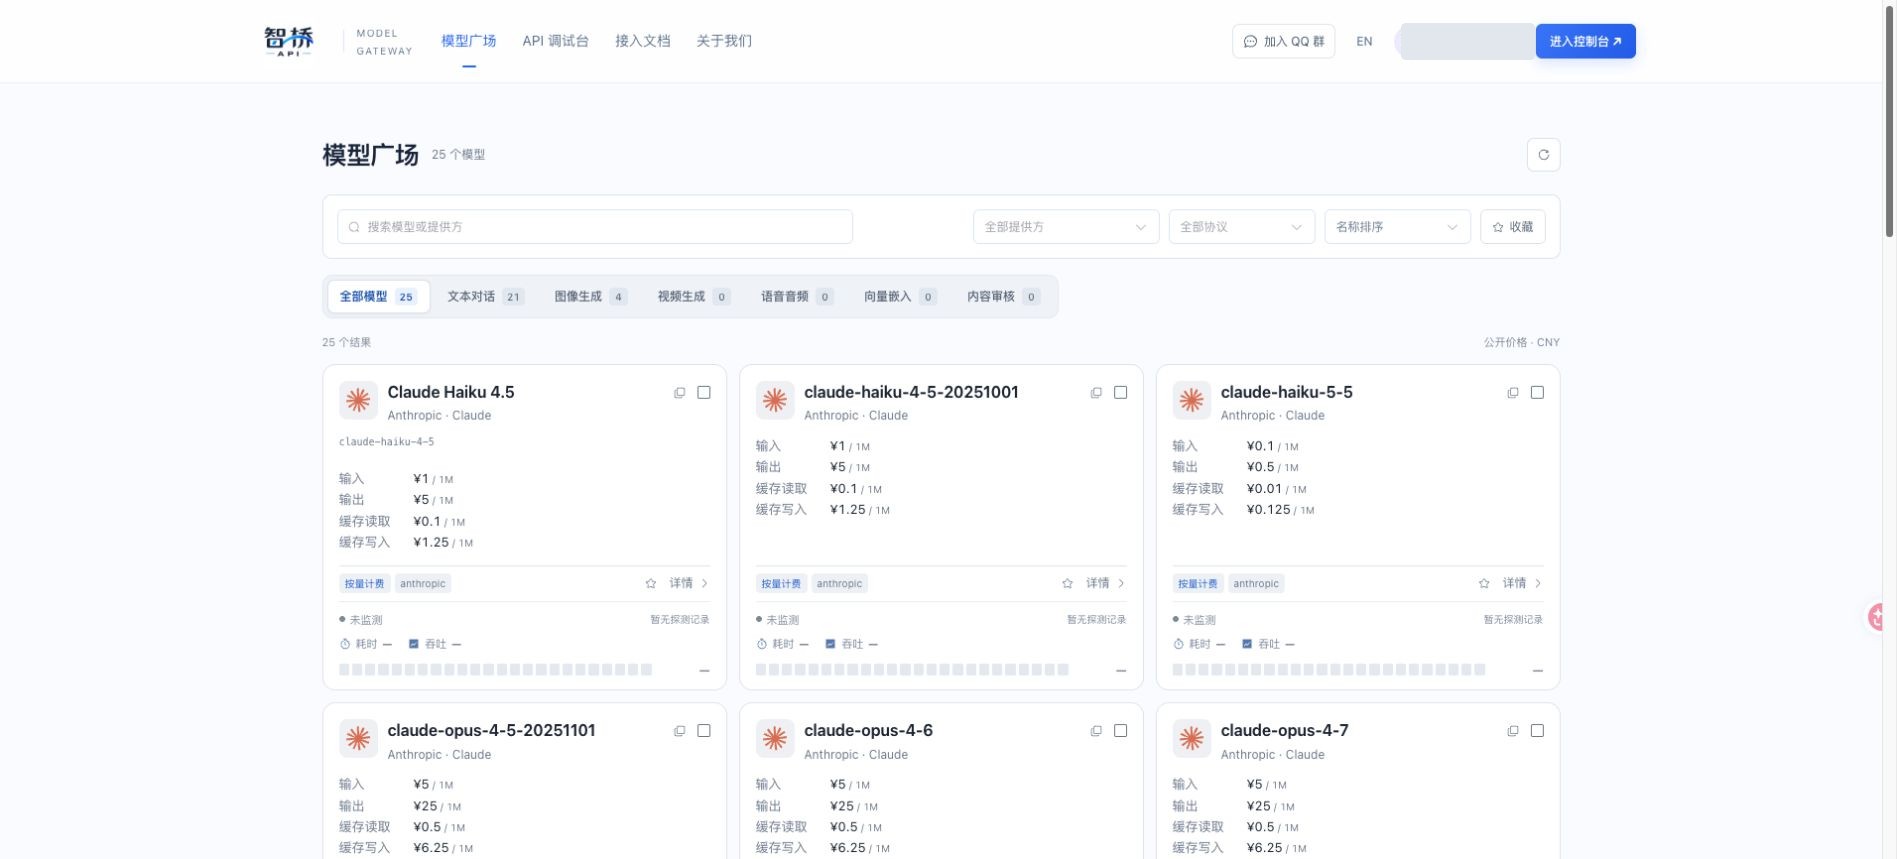 智桥
API
MODEL
GATEWAY
模型广场
API 调试台
接入文档
关于我们
加入 QQ 群
EN
进入控制台
模型广场
25 个模型
搜索模型或提供方
全部提供方
全部协议
名称排序
收藏
全部模型 25
文本对话 21
图像生成 4
视频生成 0
语音音频 0
向量嵌入 0
内容审核 0
25 个结果
公开价格 · CNY
Claude Haiku 4.5
Anthropic · Claude
claude-haiku-4-5
输入 ¥1 / 1M
输出 ¥5 / 1M
缓存读取 ¥0.1 / 1M
缓存写入 ¥1.25 / 1M
按量计费 anthropic 详情
未监测 暂无探测记录
耗时 — 吞吐 —
—
claude-haiku-4-5-20251001
Anthropic · Claude
输入 ¥1 / 1M
输出 ¥5 / 1M
缓存读取 ¥0.1 / 1M
缓存写入 ¥1.25 / 1M
按量计费 anthropic 详情
未监测 暂无探测记录
耗时 — 吞吐 —
—
claude-haiku-5-5
Anthropic · Claude
输入 ¥0.1 / 1M
输出 ¥0.5 / 1M
缓存读取 ¥0.01 / 1M
缓存写入 ¥0.125 / 1M
按量计费 anthropic 详情
未监测 暂无探测记录
耗时 — 吞吐 —
—
claude-opus-4-5-20251101
Anthropic · Claude
输入 ¥5 / 1M
输出 ¥25 / 1M
缓存读取 ¥0.5 / 1M
缓存写入 ¥6.25 / 1M
claude-opus-4-6
Anthropic · Claude
输入 ¥5 / 1M
输出 ¥25 / 1M
缓存读取 ¥0.5 / 1M
缓存写入 ¥6.25 / 1M
claude-opus-4-7
Anthropic · Claude
输入 ¥5 / 1M
输出 ¥25 / 1M
缓存读取 ¥0.5 / 1M
缓存写入 ¥6.25 / 1M